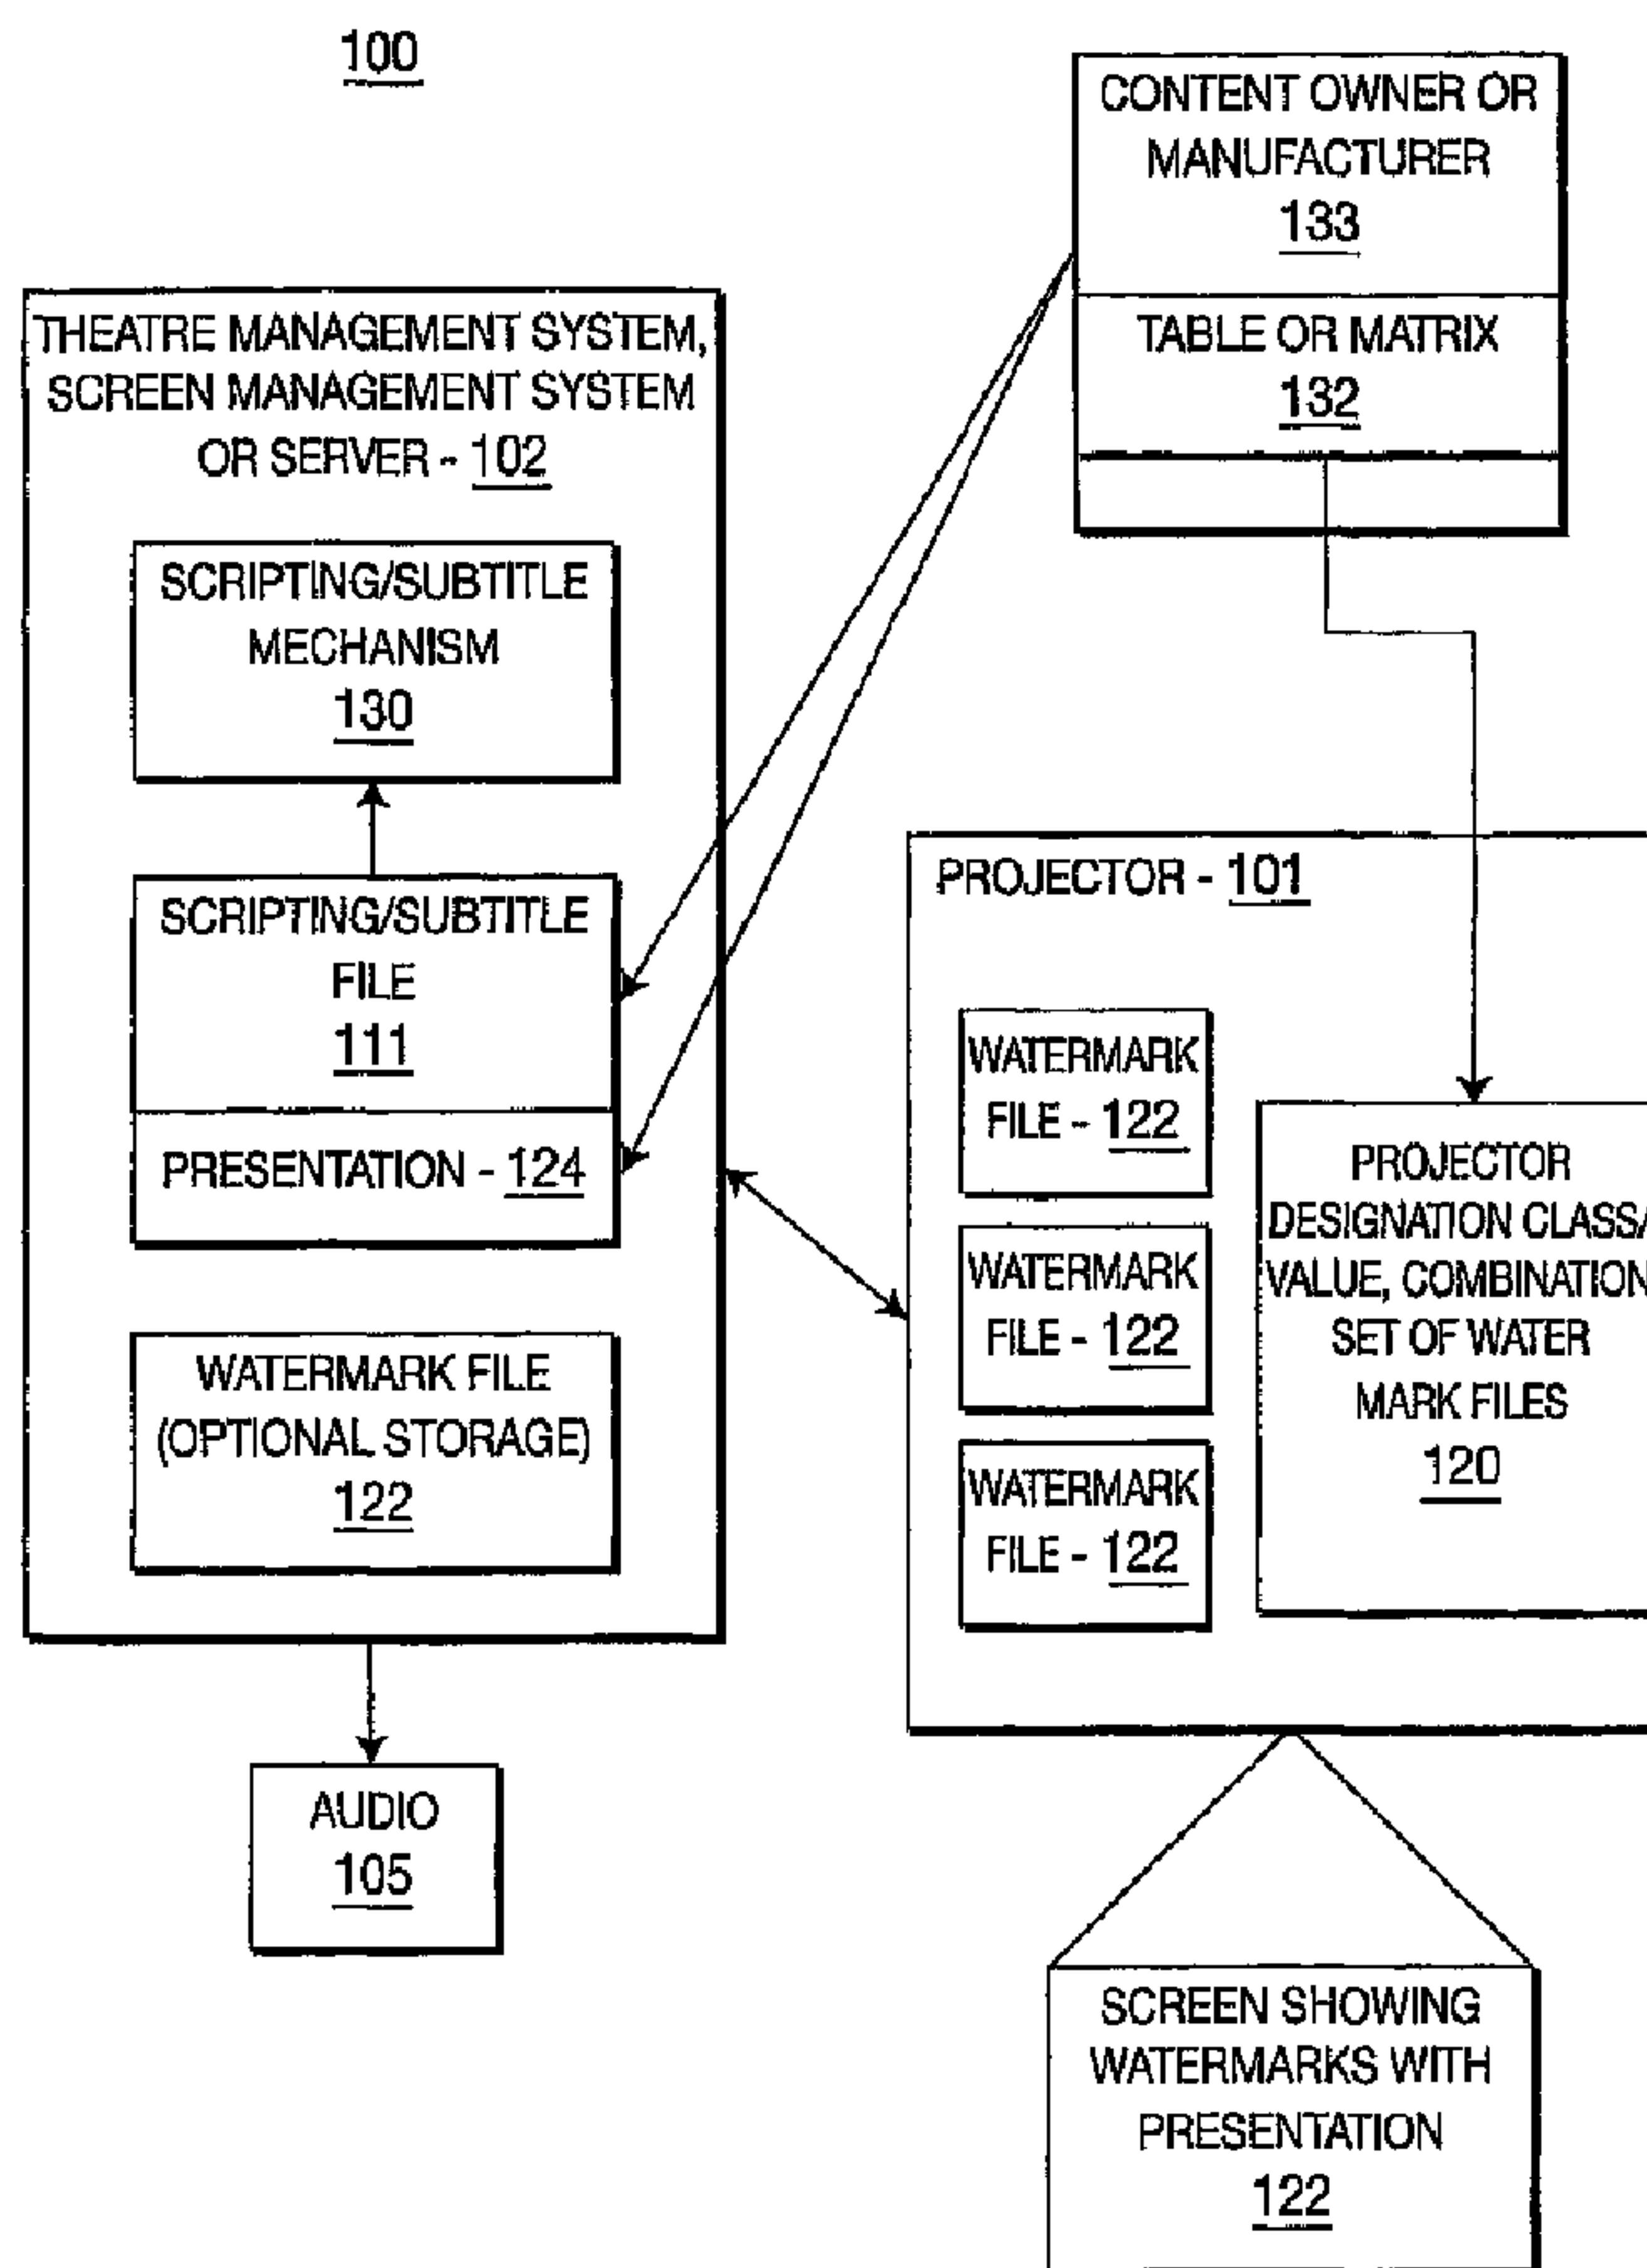 100
CONTENT OWNER OR
MANUFACTURER
133
TABLE OR MATRIX
132
THEATRE MANAGEMENT SYSTEM,
SCREEN MANAGEMENT SYSTEM
OR SERVER - 102
SCRIPTING/SUBTITLE
MECHANISM
130
SCRIPTING/SUBTITLE
FILE
111
PRESENTATION - 124
WATERMARK FILE
(OPTIONAL STORAGE)
122
AUDIO
105
PROJECTOR - 101
WATERMARK
FILE - 122
WATERMARK
FILE - 122
WATERMARK
FILE - 122
PROJECTOR
DESIGNATION CLASS/
VALUE, COMBINATION
SET OF WATER
MARK FILES
120
SCREEN SHOWING
WATERMARKS WITH
PRESENTATION
122